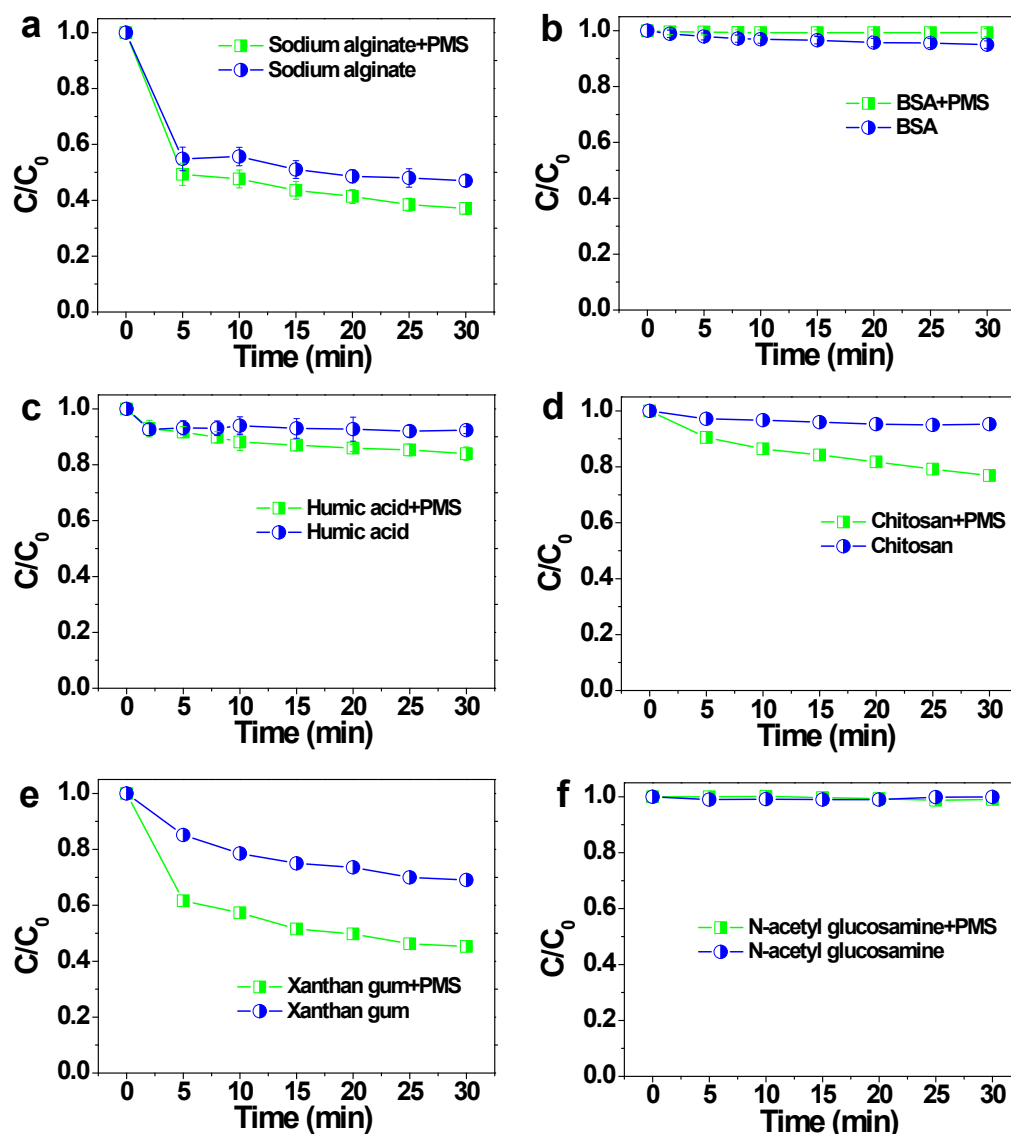 a
1.0
0.8
0.6
0.4
0.2
0.0
C/C0
Sodium alginate+PMS
Sodium alginate
0 5 10 15 20 25 30
Time (min)
b
1.0
0.8
0.6
0.4
0.2
0.0
C/C0
BSA+PMS
BSA
0 5 10 15 20 25 30
Time (min)
c
1.0
0.8
0.6
0.4
0.2
0.0
C/C0
Humic acid+PMS
Humic acid
0 5 10 15 20 25 30
Time (min)
d
1.0
0.8
0.6
0.4
0.2
0.0
C/C0
Chitosan+PMS
Chitosan
0 5 10 15 20 25 30
Time (min)
e
1.0
0.8
0.6
0.4
0.2
0.0
C/C0
Xanthan gum+PMS
Xanthan gum
0 5 10 15 20 25 30
Time (min)
f
1.0
0.8
0.6
0.4
0.2
0.0
C/C0
N-acetyl glucosamine+PMS
N-acetyl glucosamine
0 5 10 15 20 25 30
Time (min)